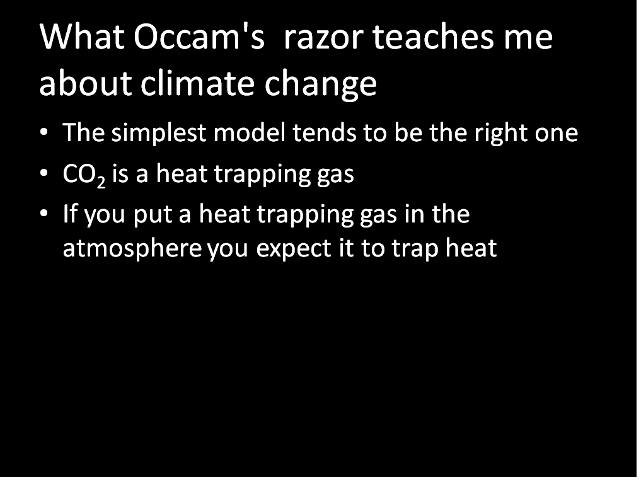 What Occam's  razor teaches me
about climate change
• The simplest model tends to be the right one
• CO₂ is a heat trapping gas
• If you put a heat trapping gas in the
atmosphere you expect it to trap heat